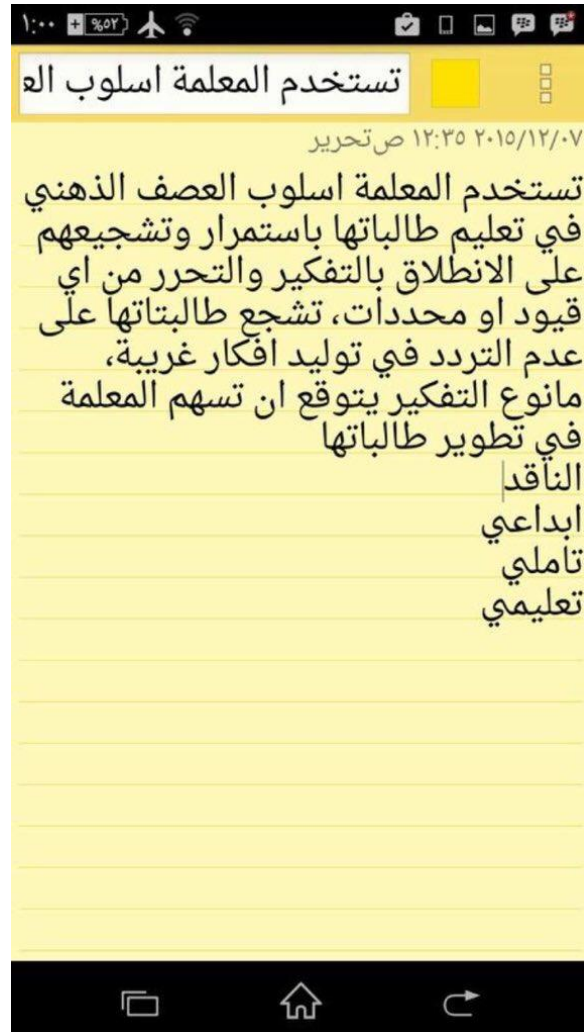 ١:٠٠ %٥٢
تستخدم المعلمة اسلوب الع
٢٠١٥/١٢/٠٧ ١٢:٣٥ ص تحرير
تستخدم المعلمة اسلوب العصف الذهني
في تعليم طالباتها باستمرار وتشجيعهم
على الانطلاق بالتفكير والتحرر من اي
قيود او محددات، تشجع طالبتاتها على
عدم التردد في توليد افكار غريبة،
مانوع التفكير يتوقع ان تسهم المعلمة
في تطوير طالباتها
الناقد
ابداعي
تاملي
تعليمي